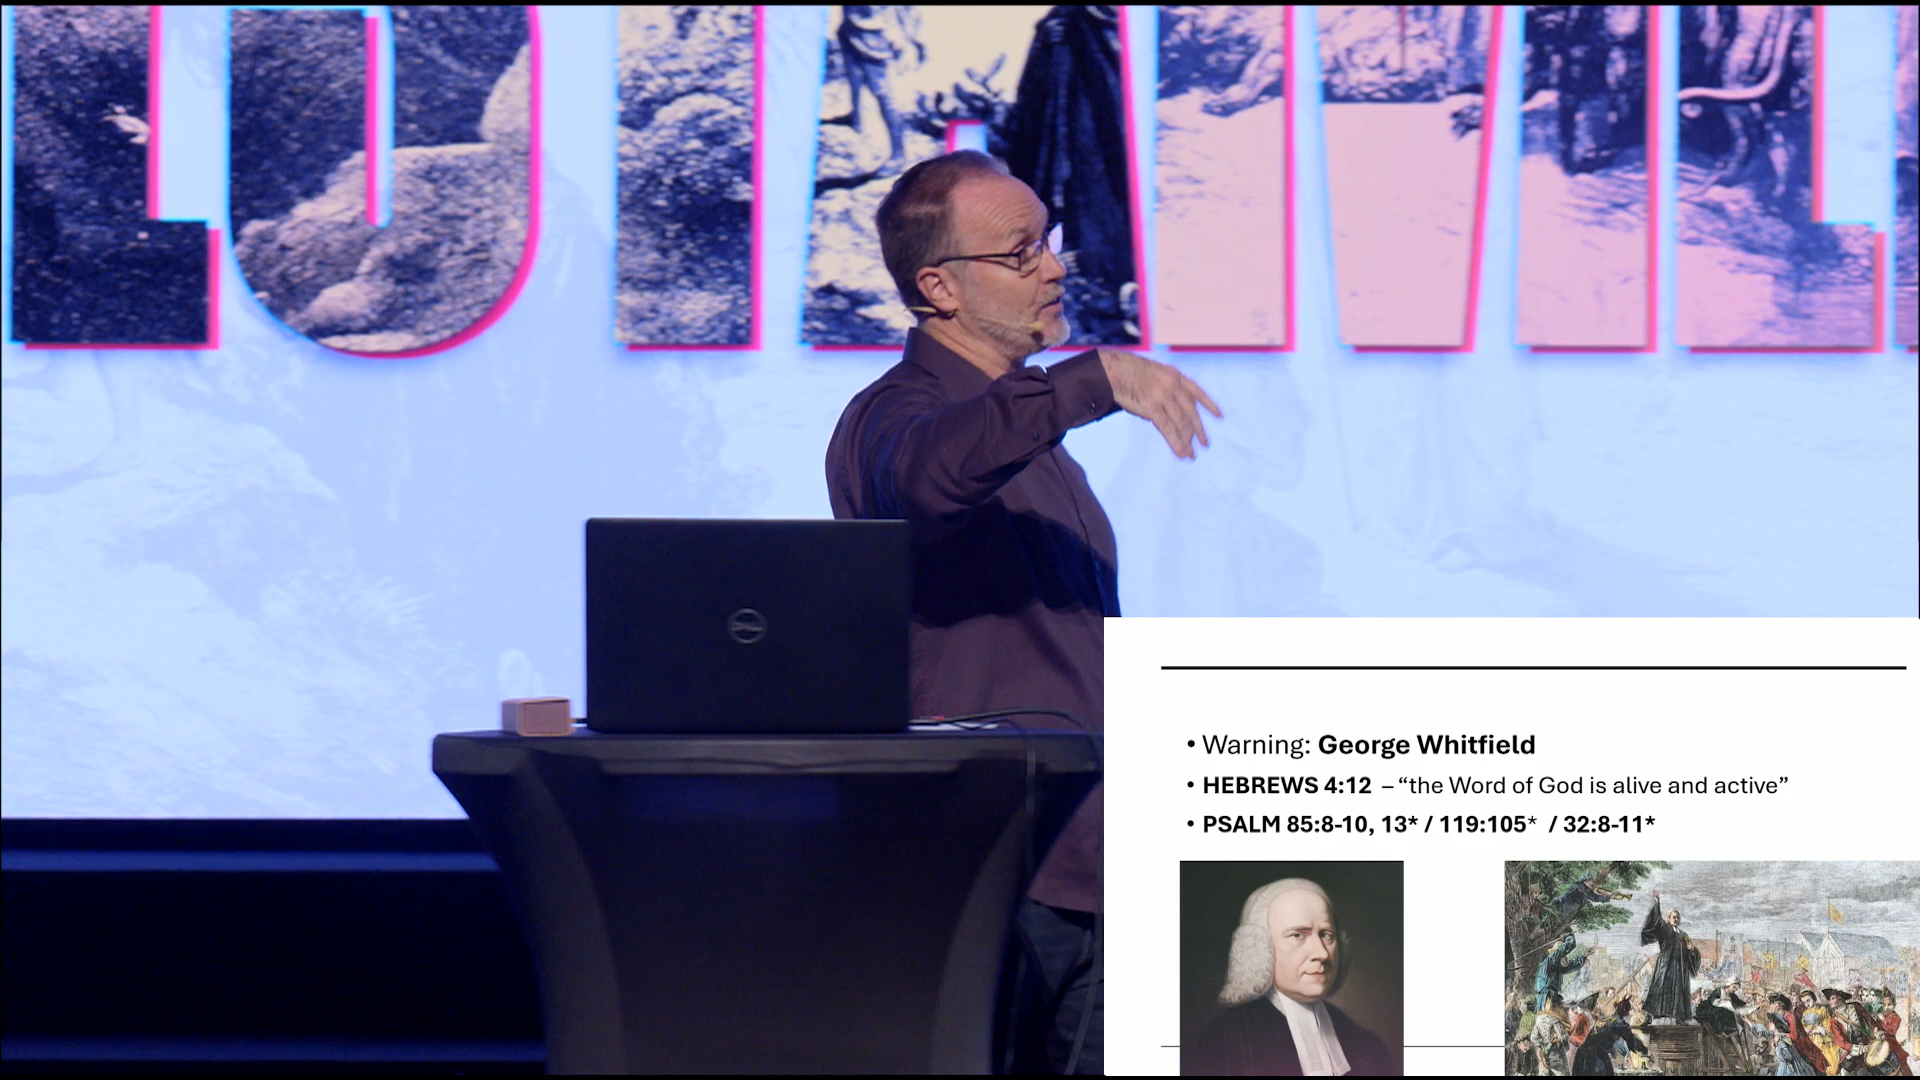 DELL
• Warning: George Whitfield
• HEBREWS 4:12 – “the Word of God is alive and active”
• PSALM 85:8-10, 13* / 119:105* / 32:8-11*